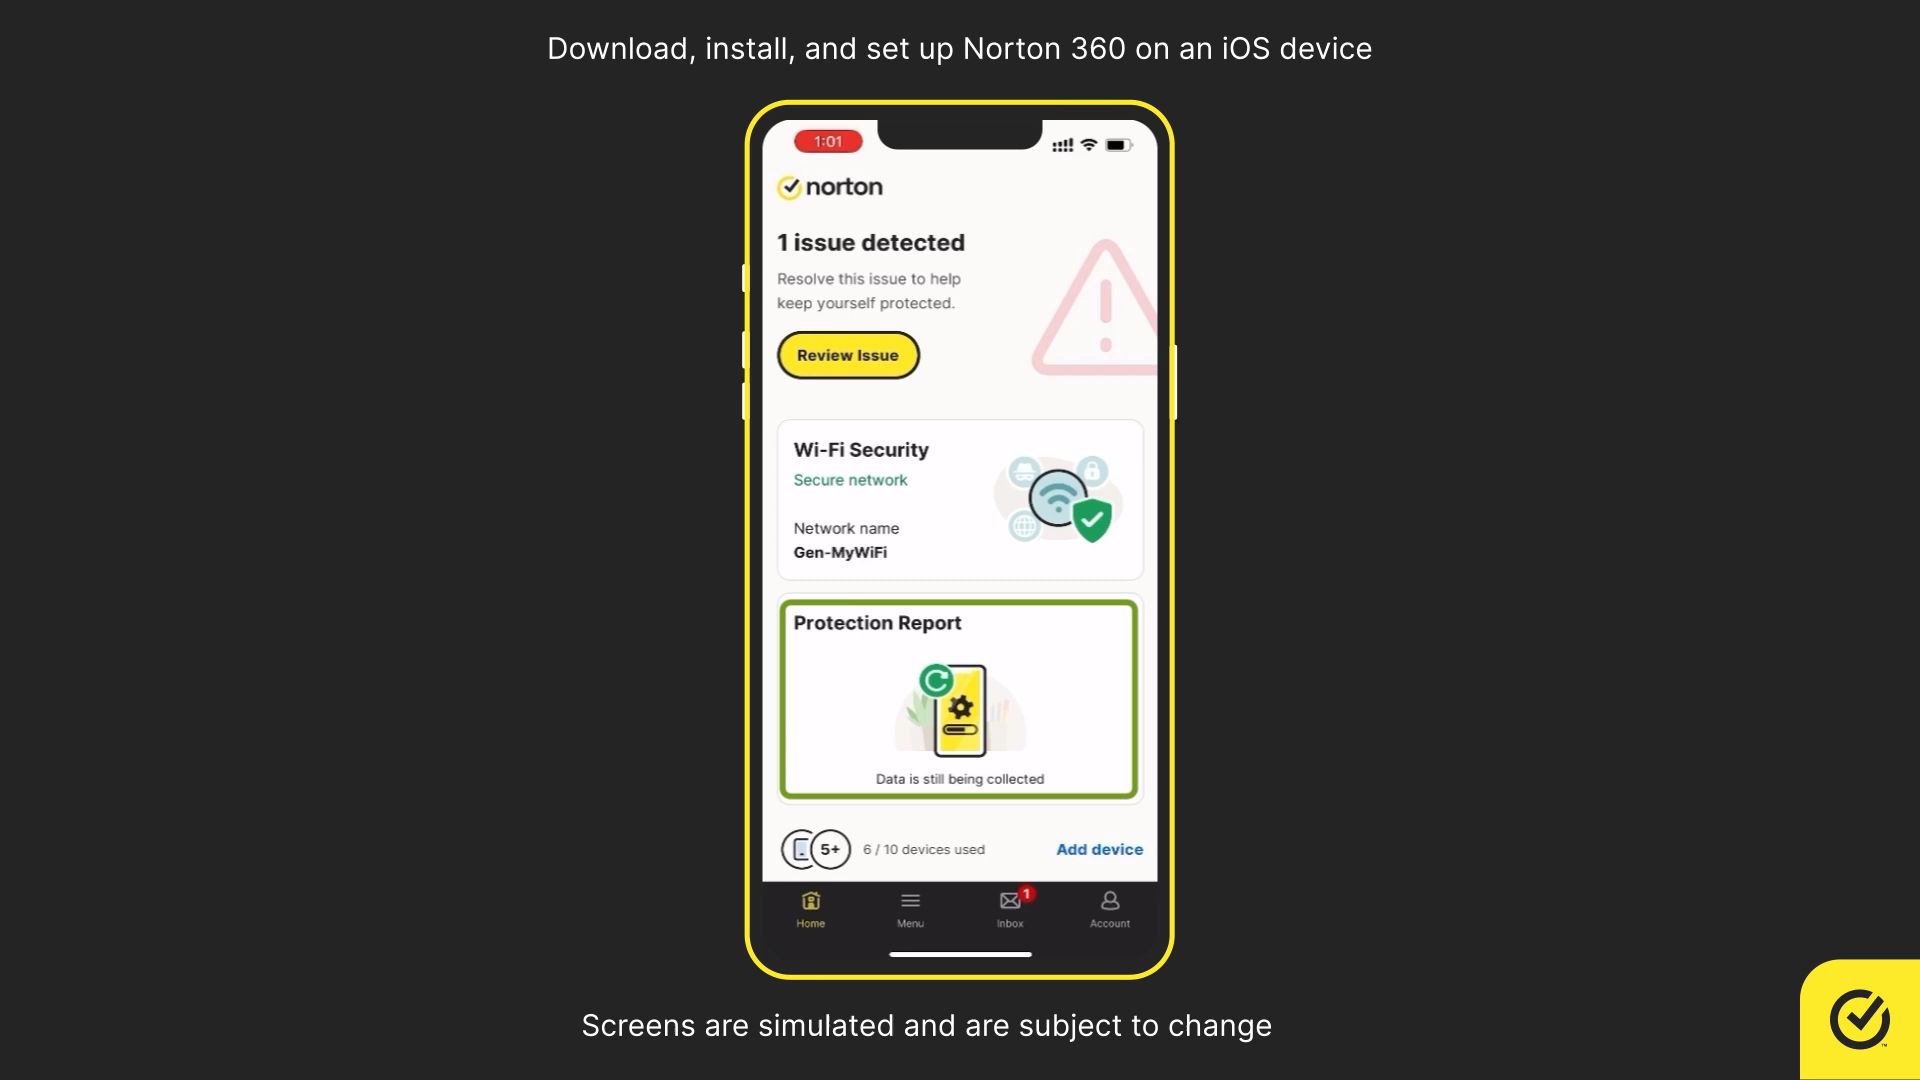 Download, install, and set up Norton 360 on an iOS device
1:01
norton
1 issue detected
Resolve this issue to help
keep yourself protected.
Review Issue
Wi-Fi Security
Secure network
Network name
Gen-MyWiFi
Protection Report
Data is still being collected
5+
6 / 10 devices used
Add device
1
Home
Menu
Inbox
Account
Screens are simulated and are subject to change
TM